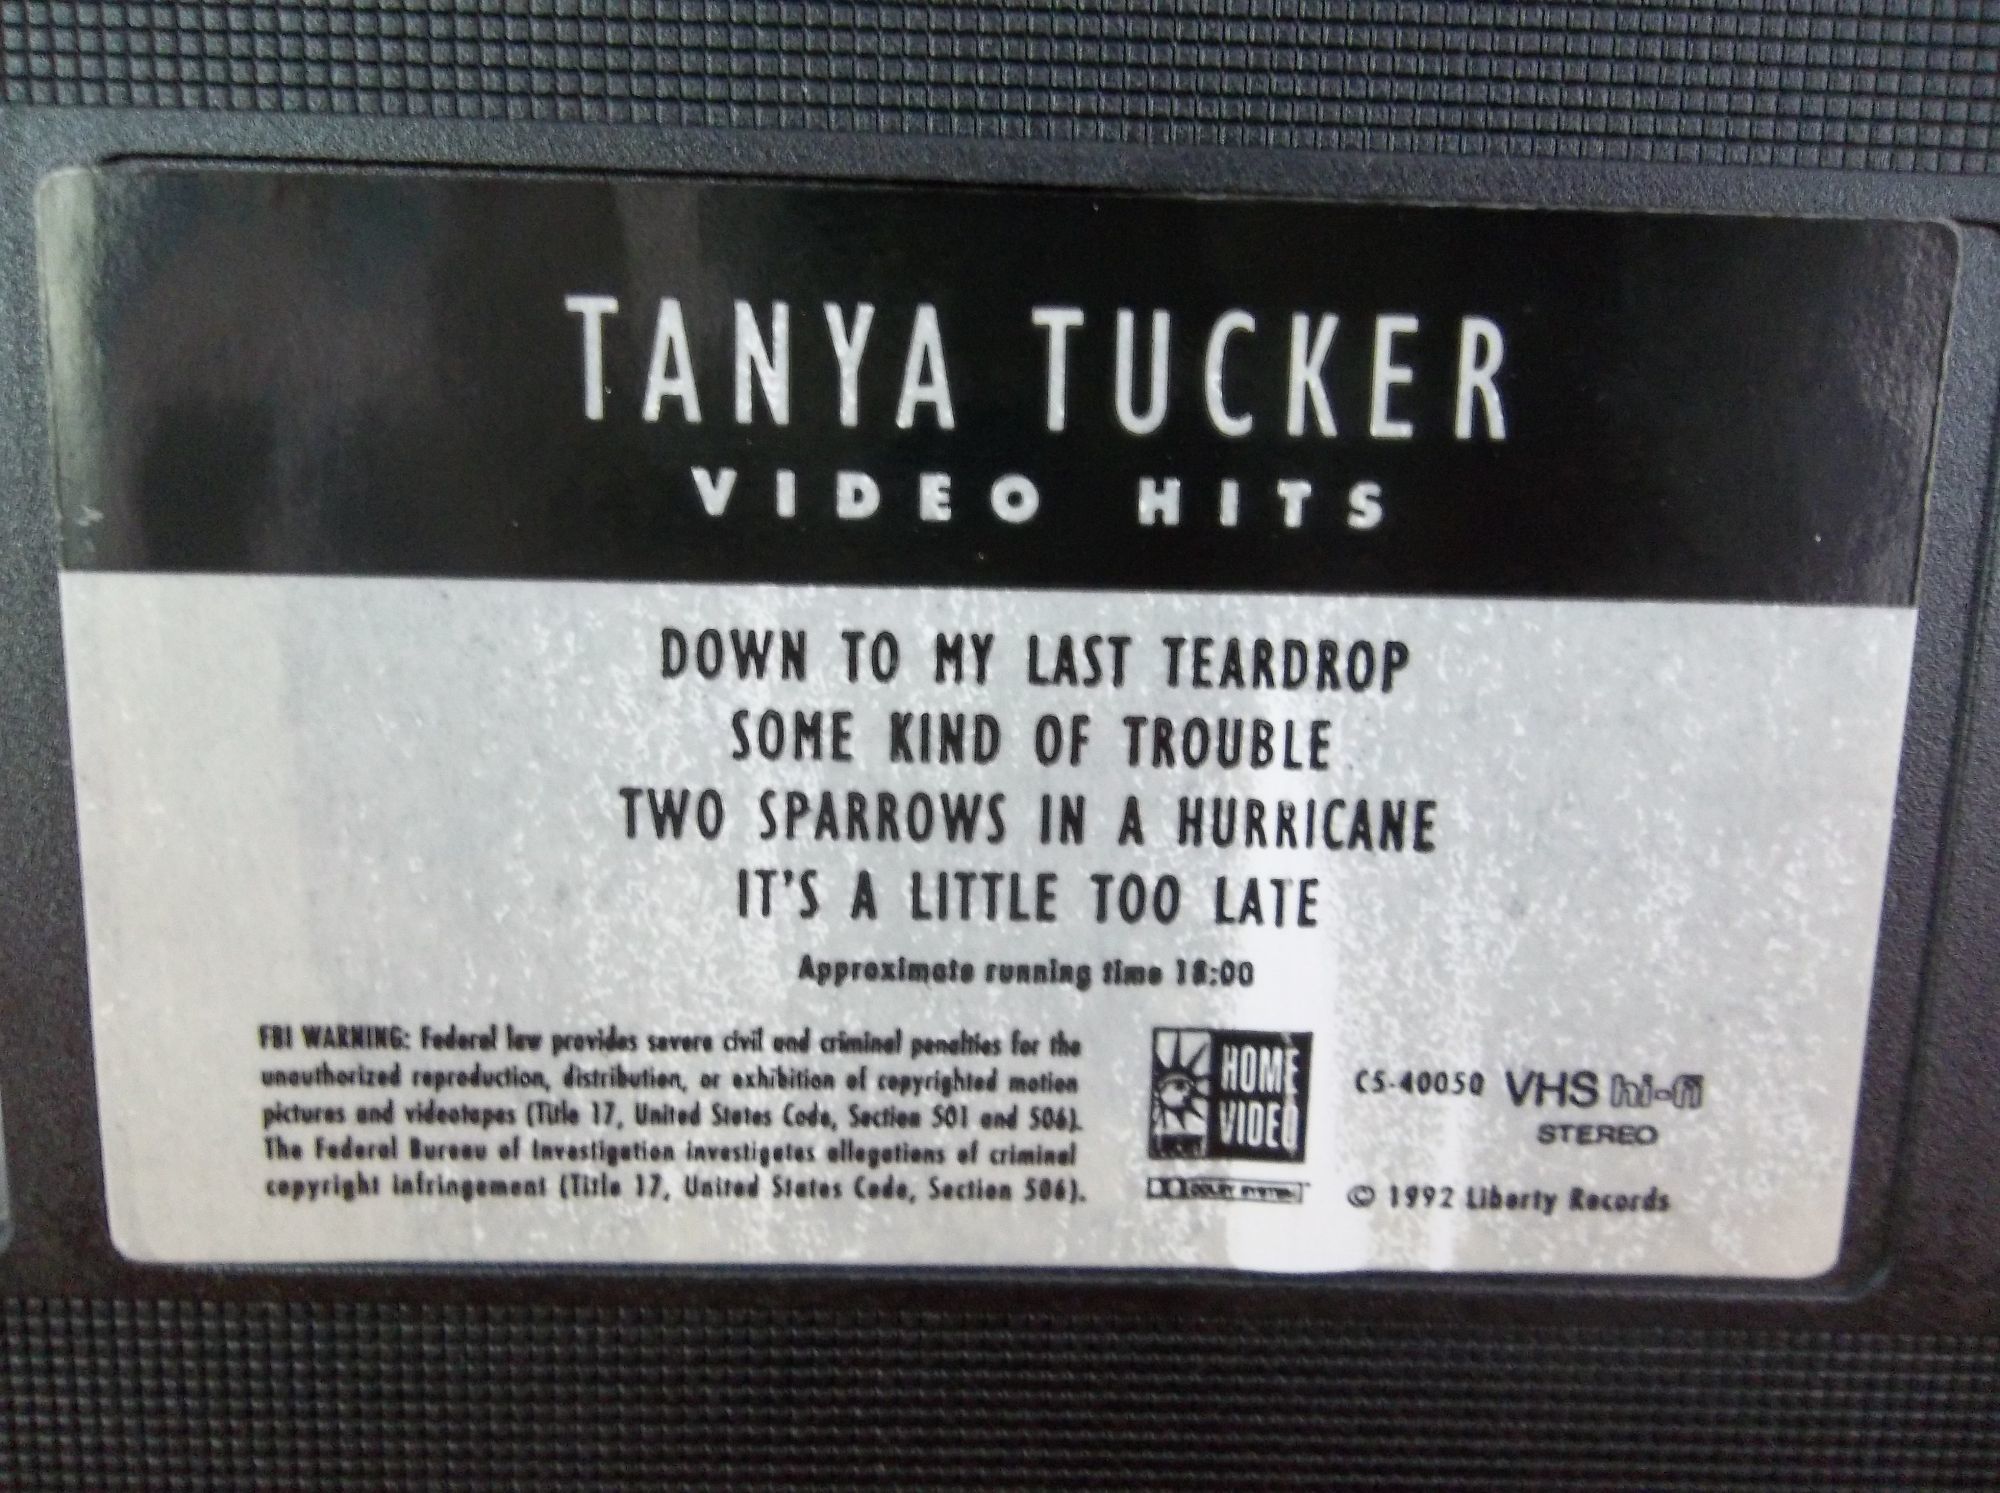 TANYA TUCKER
VIDEO HITS
DOWN TO MY LAST TEARDROP
SOME KIND OF TROUBLE
TWO SPARROWS IN A HURRICANE
IT'S A LITTLE TOO LATE
Approximate running time 18:00
FBI WARNING: Federal law provides severe civil and criminal penalties for the
unauthorized reproduction, distribution, or exhibition of copyrighted motion
pictures and videotapes (Title 17, United States Code, Section 501 and 506).
The Federal Bureau of Investigation investigates allegations of criminal
copyright infringement (Title 17, United States Code, Section 506).
HOME
VIDEO
DOLBY SYSTEM
C5-40050 VHS hi-fi
STEREO
© 1992 Liberty Records